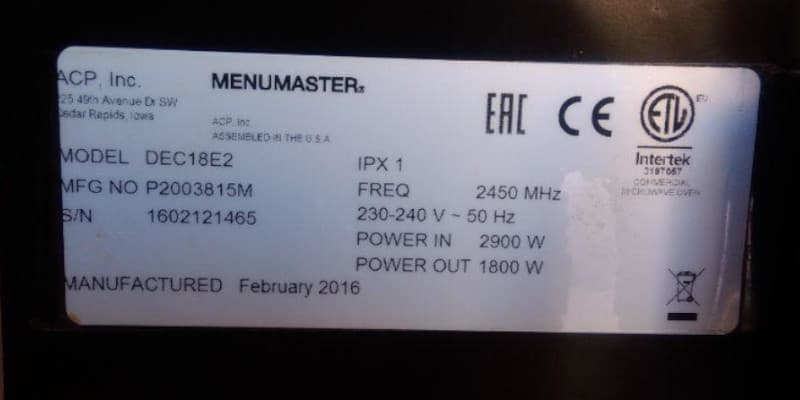 ACP, Inc.
225 49th Avenue Dr SW
Cedar Rapids, Iowa
MENUMASTER
ACP, Inc.
ASSEMBLED IN THE U.S.A
EAC CE ETL
EU
Intertek
3197057
COMMERCIAL
MICROWAVE OVEN
MODEL DEC18E2
MFG NO P2003815M
S/N 1602121465
MANUFACTURED February 2016
IPX 1
FREQ 2450 MHz
230-240 V ~ 50 Hz
POWER IN 2900 W
POWER OUT 1800 W